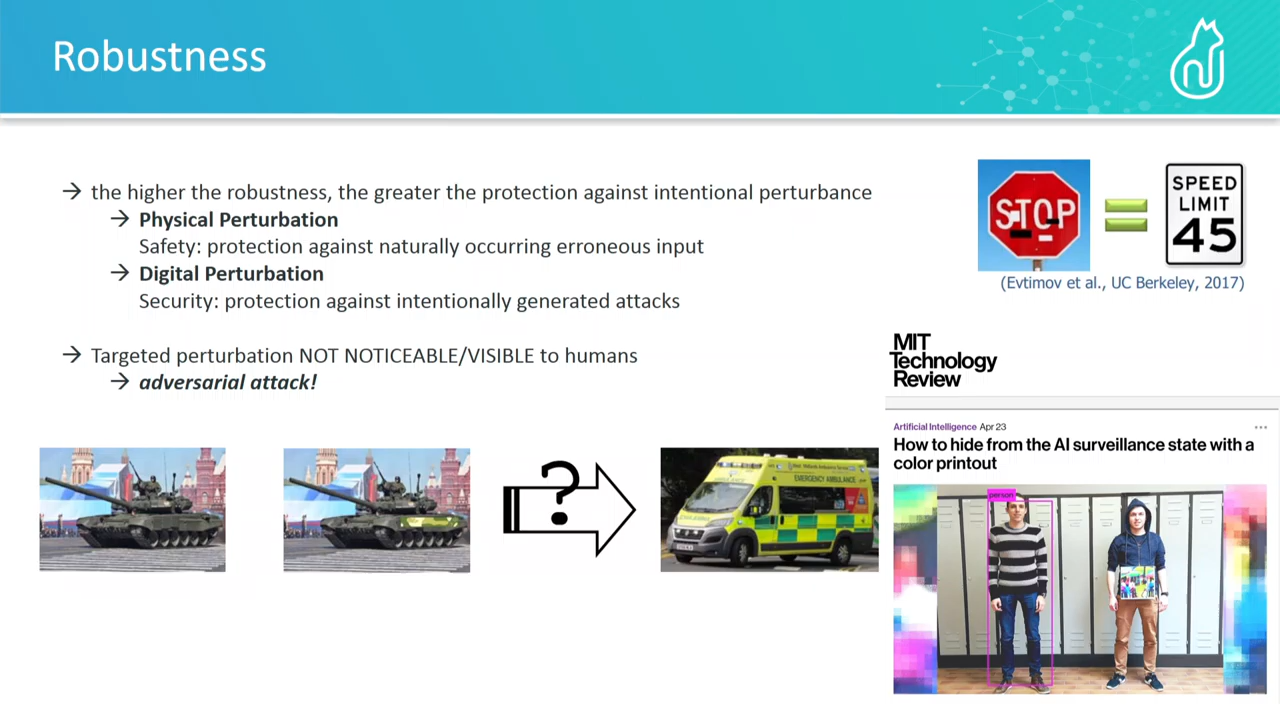 Robustness
→ the higher the robustness, the greater the protection against intentional perturbance
→ Physical Perturbation
Safety: protection against naturally occurring erroneous input
→ Digital Perturbation
Security: protection against intentionally generated attacks
→ Targeted perturbation NOT NOTICEABLE/VISIBLE to humans
→ adversarial attack!
STOP
SPEED
LIMIT
45
(Evtimov et al., UC Berkeley, 2017)
MIT
Technology
Review
Artificial Intelligence Apr 23
How to hide from the AI surveillance state with a
color printout
person
?
EMERGENCY AMBULANCE